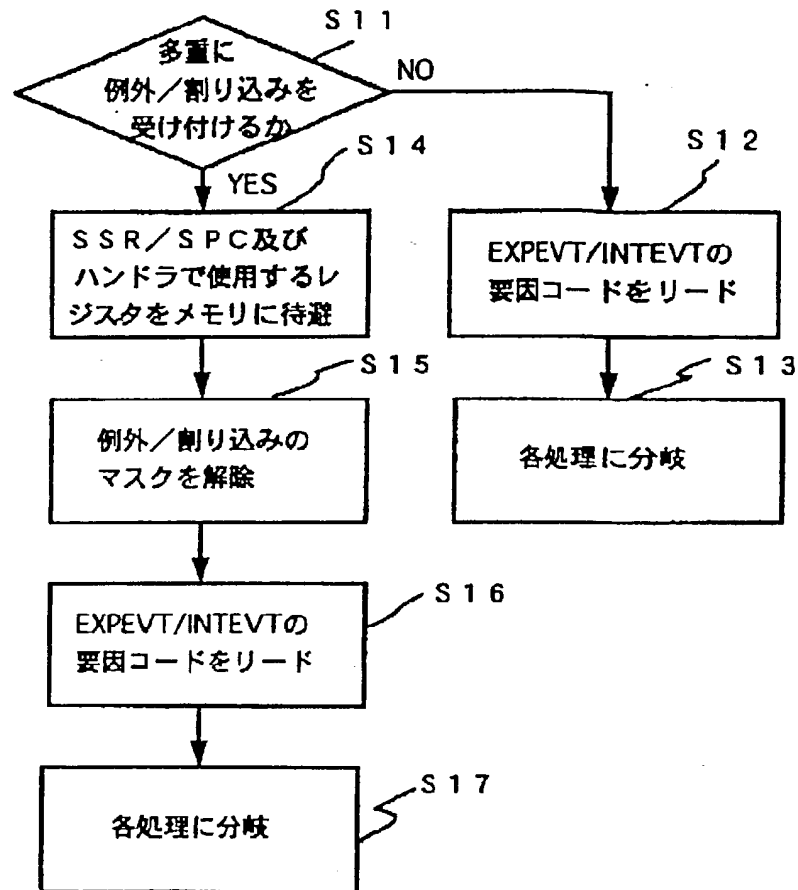 S11
多重に
例外／割り込みを
受け付けるか
NO
YES
S14
SSR／SPC及び
ハンドラで使用するレ
ジスタをメモリに待避
S12
EXPEVT/INTEVTの
要因コードをリード
S13
各処理に分岐
S15
例外／割り込みの
マスクを解除
S16
EXPEVT/INTEVTの
要因コードをリード
S17
各処理に分岐